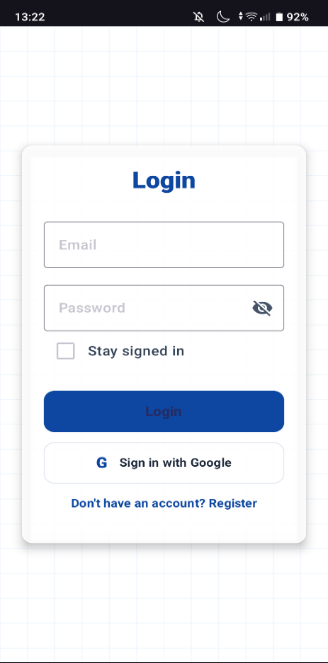 13:22
92%
Login
Email
Password
Stay signed in
Login
G Sign in with Google
Don't have an account? Register